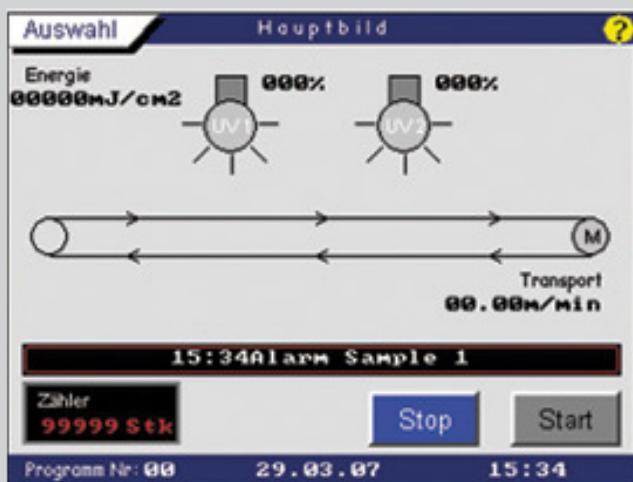 Auswahl Hauptbild ?
Energie
00000mJ/cm2
000% 000%
UV1 UV2
M
Transport
00.00m/min
15:34Alarm Sample 1
Zähler
99999 Stk
Stop Start
Programm Nr: 00 29.03.07 15:34